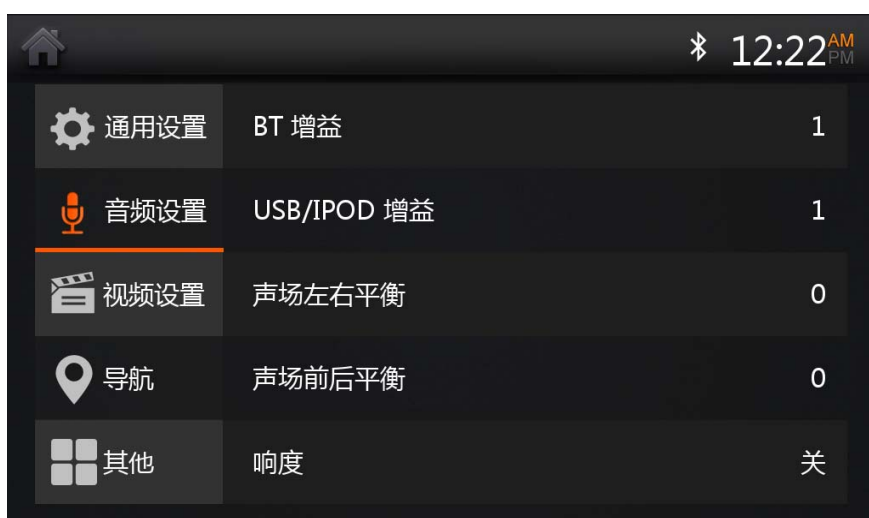 12:22 AM PM
通用设置
BT 增益 1
音频设置
USB/IPOD 增益 1
视频设置
声场左右平衡 0
导航
声场前后平衡 0
其他
响度 关